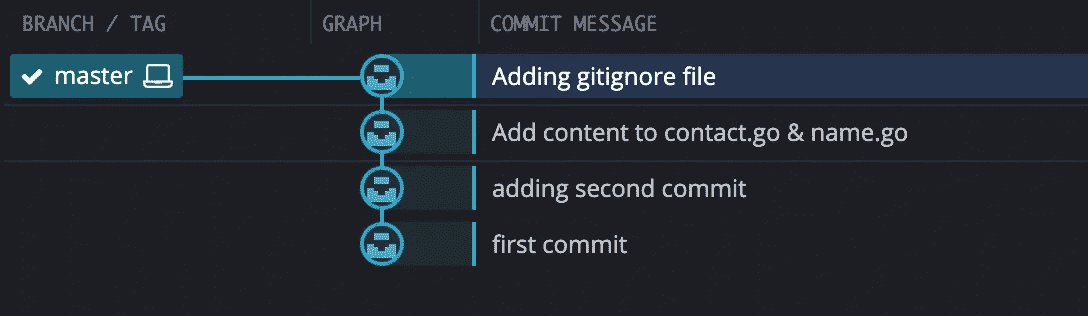 BRANCH / TAG GRAPH COMMIT MESSAGE
master Adding gitignore file
Add content to contact.go & name.go
adding second commit
first commit